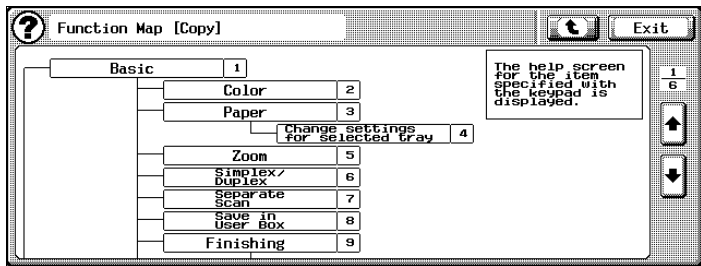 ?
Function Map [Copy]
Exit
Basic 1
Color 2
Paper 3
Change settings
for selected tray 4
Zoom 5
Simplex/
Duplex 6
Separate
Scan 7
Save in
User Box 8
Finishing 9
The help screen
for the item
specified with
the keypad is
displayed.
1
6